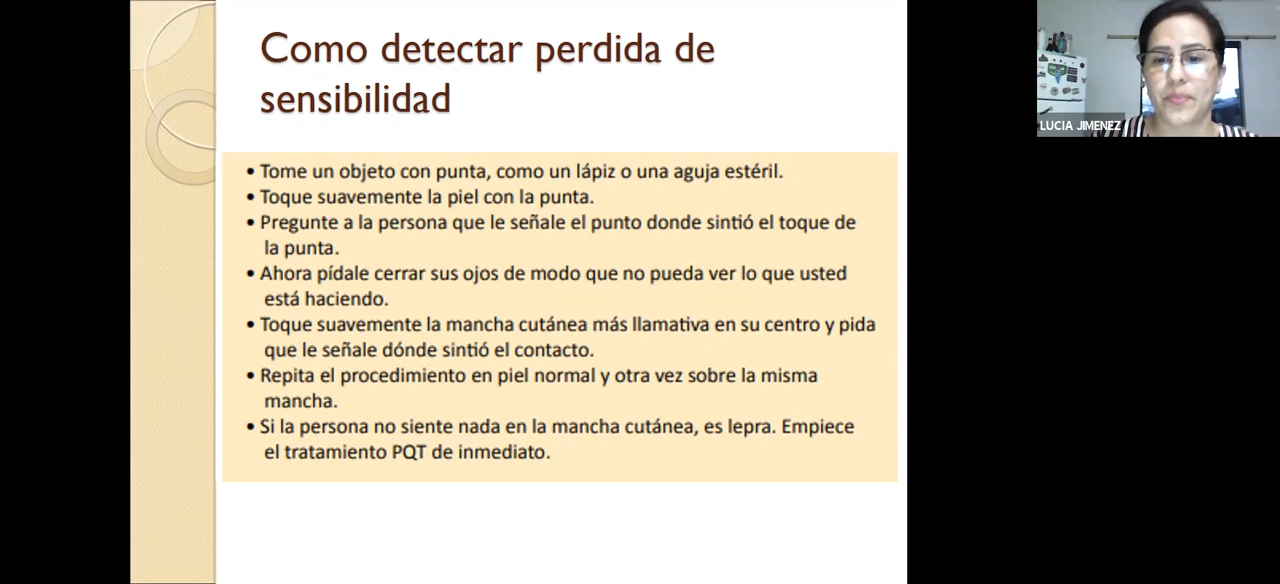 Como detectar perdida de
sensibilidad
• Tome un objeto con punta, como un lápiz o una aguja estéril.
• Toque suavemente la piel con la punta.
• Pregunte a la persona que le señale el punto donde sintió el toque de
la punta.
• Ahora pídale cerrar sus ojos de modo que no pueda ver lo que usted
está haciendo.
• Toque suavemente la mancha cutánea más llamativa en su centro y pida
que le señale dónde sintió el contacto.
• Repita el procedimiento en piel normal y otra vez sobre la misma
mancha.
• Si la persona no siente nada en la mancha cutánea, es lepra. Empiece
el tratamiento PQT de inmediato.
LUCIA JIMENEZ